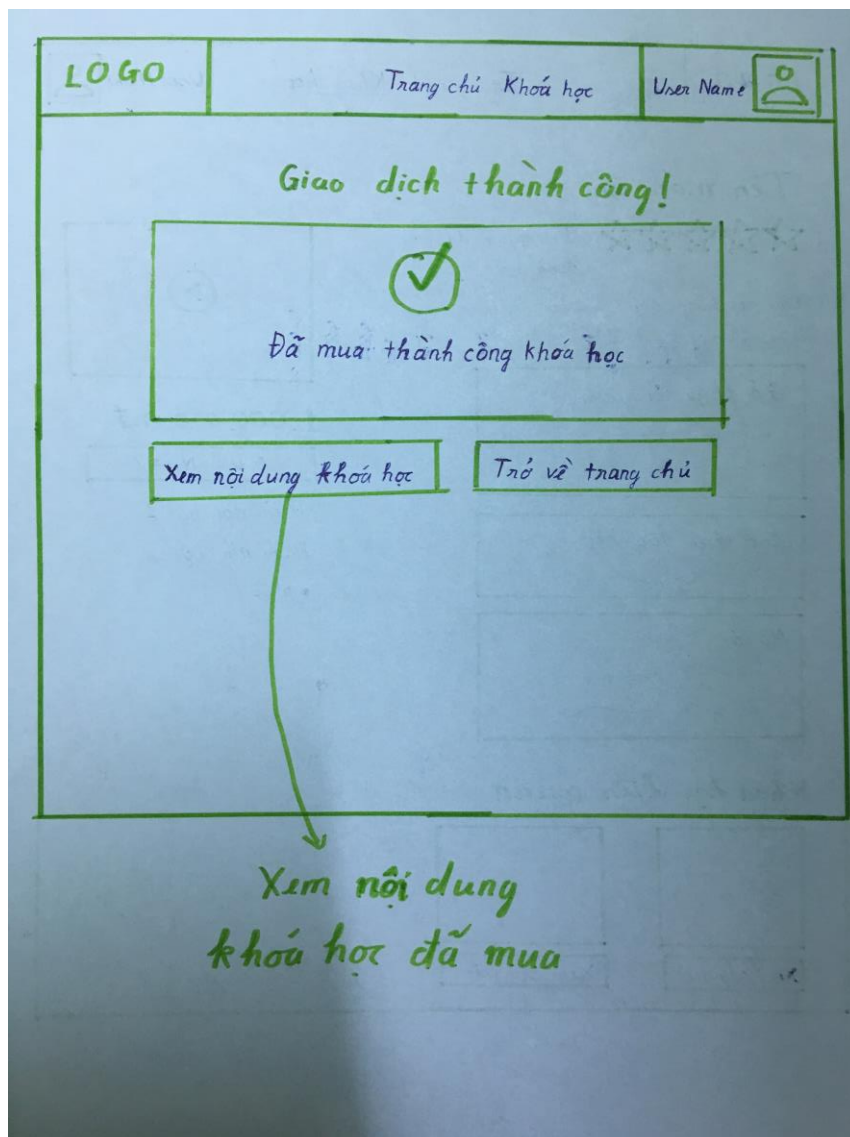 LOGO
Trang chủ Khoá học
User Name
Giao dịch thành công!
Đã mua thành công khóa học
Xem nội dung khoá học
Trở về trang chủ
Xem nội dung
khoá học đã mua